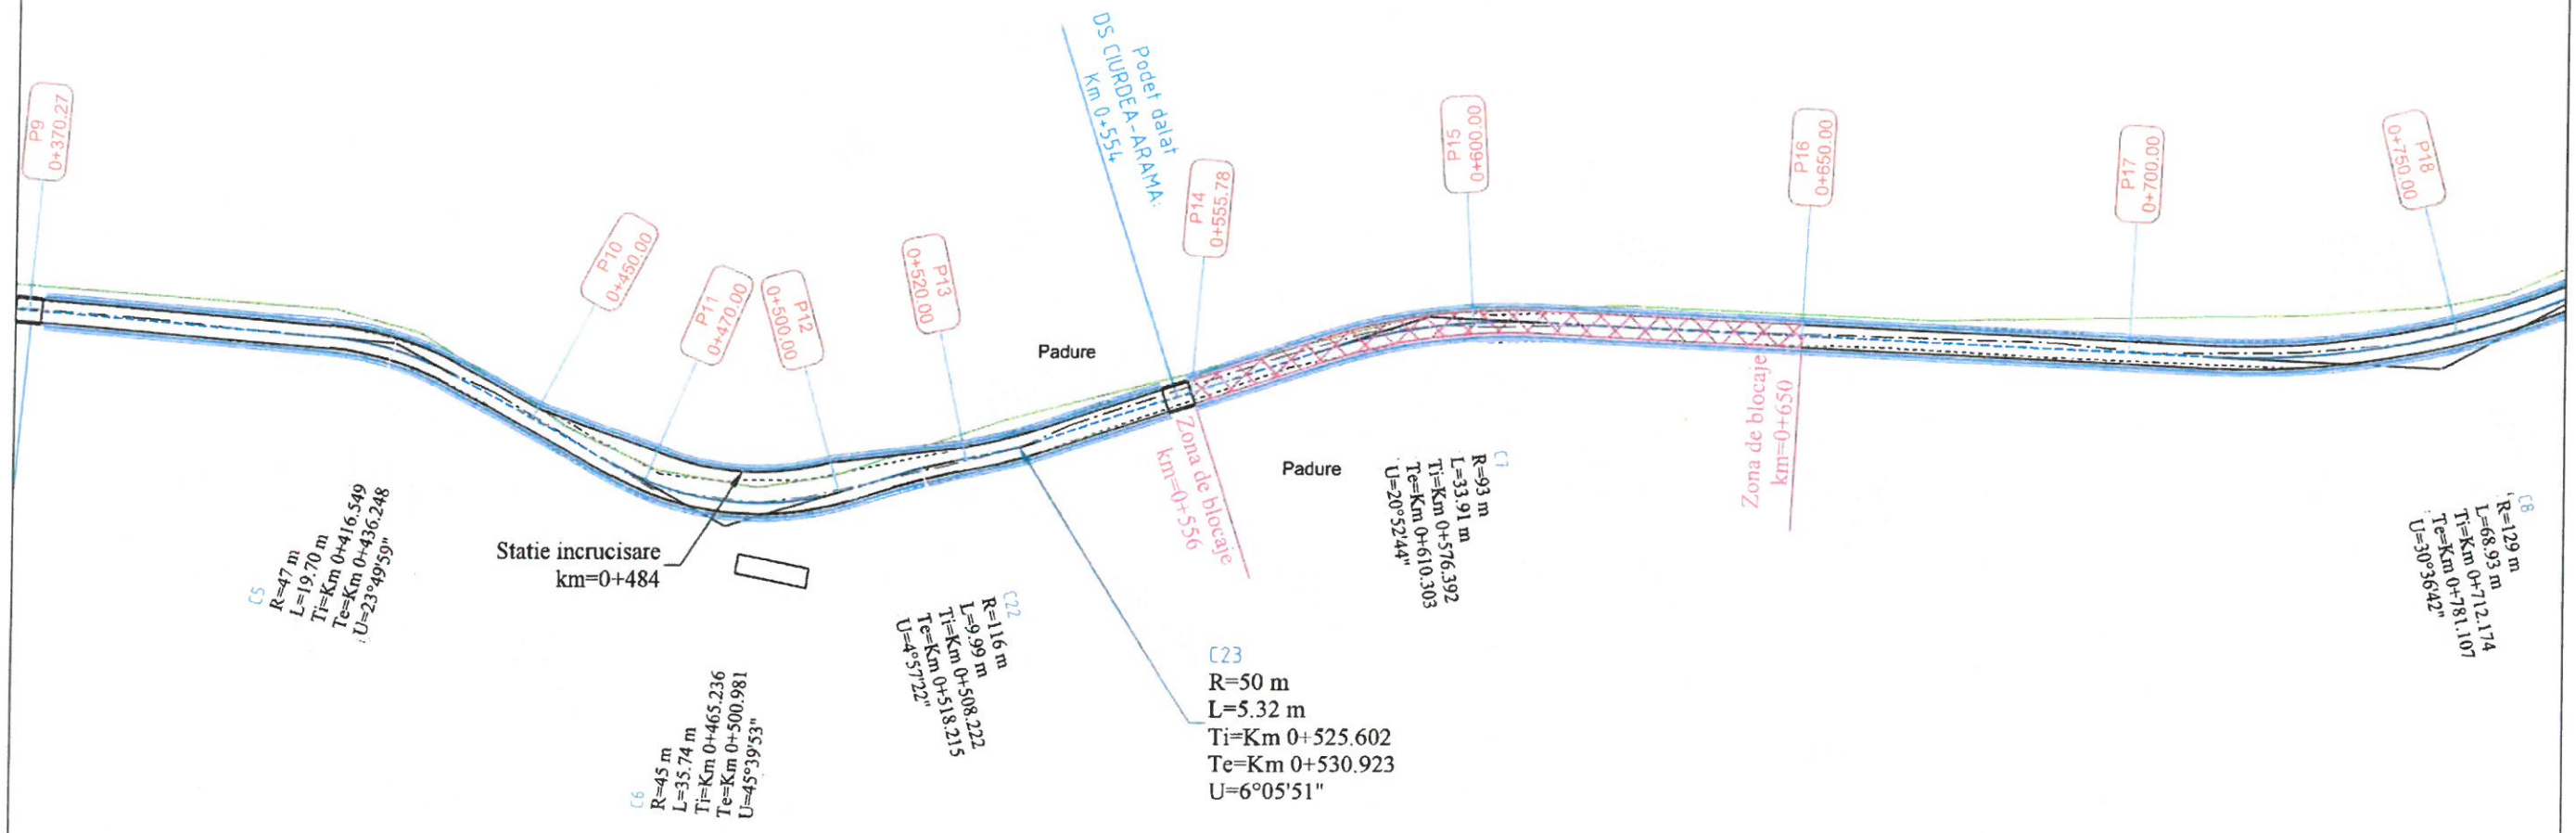 P9
0+370.27
P10
0+450.00
P11
0+470.00
P12
0+500.00
P13
0+520.00
Podet dalat
DS CIURDEA-ARAMA:
Km 0+554
P14
0+555.78
P15
0+600.00
P16
0+650.00
P17
0+700.00
P18
0+750.00
Padure
Padure
Zona de blocaje
km=0+556
Zona de blocaje
km=0+650
Statie incrucisare
km=0+484
C5
R=47 m
L=19.70 m
Ti=Km 0+416.549
Te=Km 0+436.248
U=23°49'59"
C6
R=45 m
L=35.74 m
Ti=Km 0+465.236
Te=Km 0+500.981
U=45°39'53"
C22
R=116 m
L=9.99 m
Ti=Km 0+508.222
Te=Km 0+518.215
U=4°57'22"
C23
R=50 m
L=5.32 m
Ti=Km 0+525.602
Te=Km 0+530.923
U=6°05'51"
C7
R=93 m
L=33.91 m
Ti=Km 0+576.392
Te=Km 0+610.303
U=20°52'44"
C8
R=129 m
L=68.93 m
Ti=Km 0+712.174
Te=Km 0+781.107
U=30°36'42"